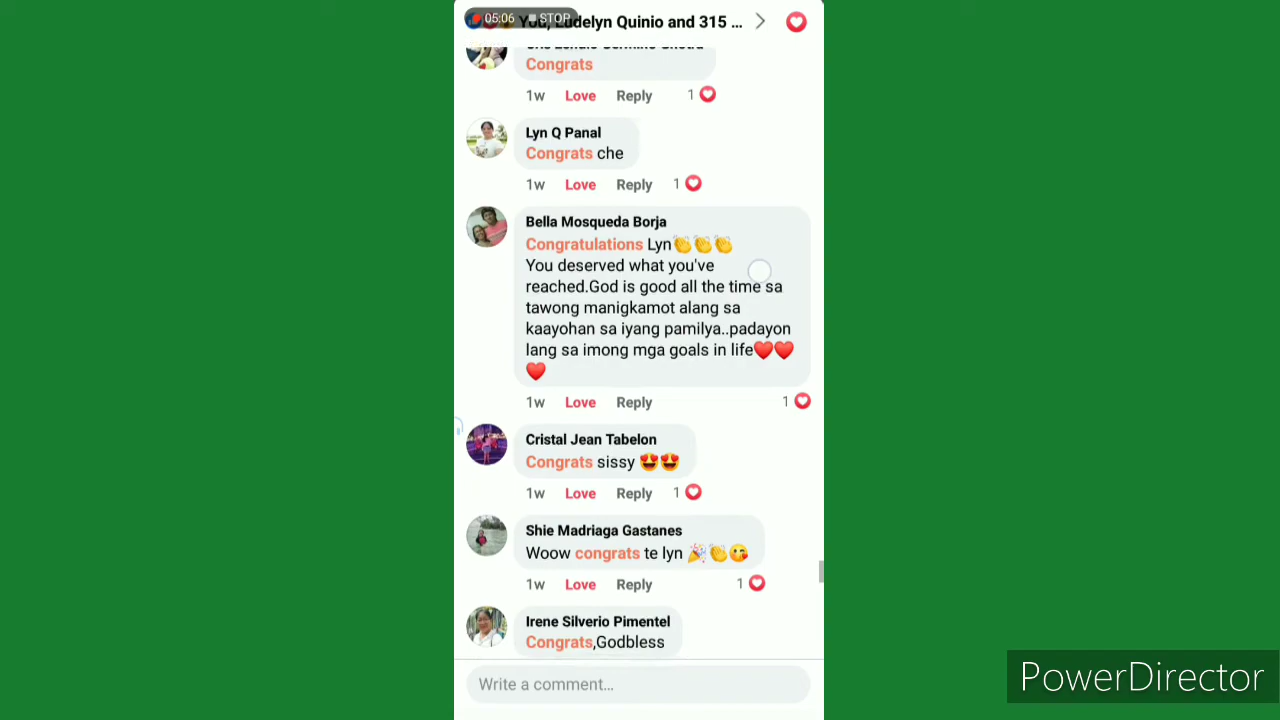 05:06 STOP
You, Ludelyn Quinio and 315 ...
Congrats
1w Love Reply 1
Lyn Q Panal
Congrats che
1w Love Reply 1
Bella Mosqueda Borja
Congratulations Lyn👏👏👏
You deserved what you've
reached.God is good all the time sa
tawong manigkamot alang sa
kaayohan sa iyang pamilya..padayon
lang sa imong mga goals in life❤️❤️
❤️
1w Love Reply 1
Cristal Jean Tabelon
Congrats sissy 😍😍
1w Love Reply 1
Shie Madriaga Gastanes
Woow congrats te lyn 🎉👏😘
1w Love Reply 1
Irene Silverio Pimentel
Congrats,Godbless
Write a comment...
PowerDirector